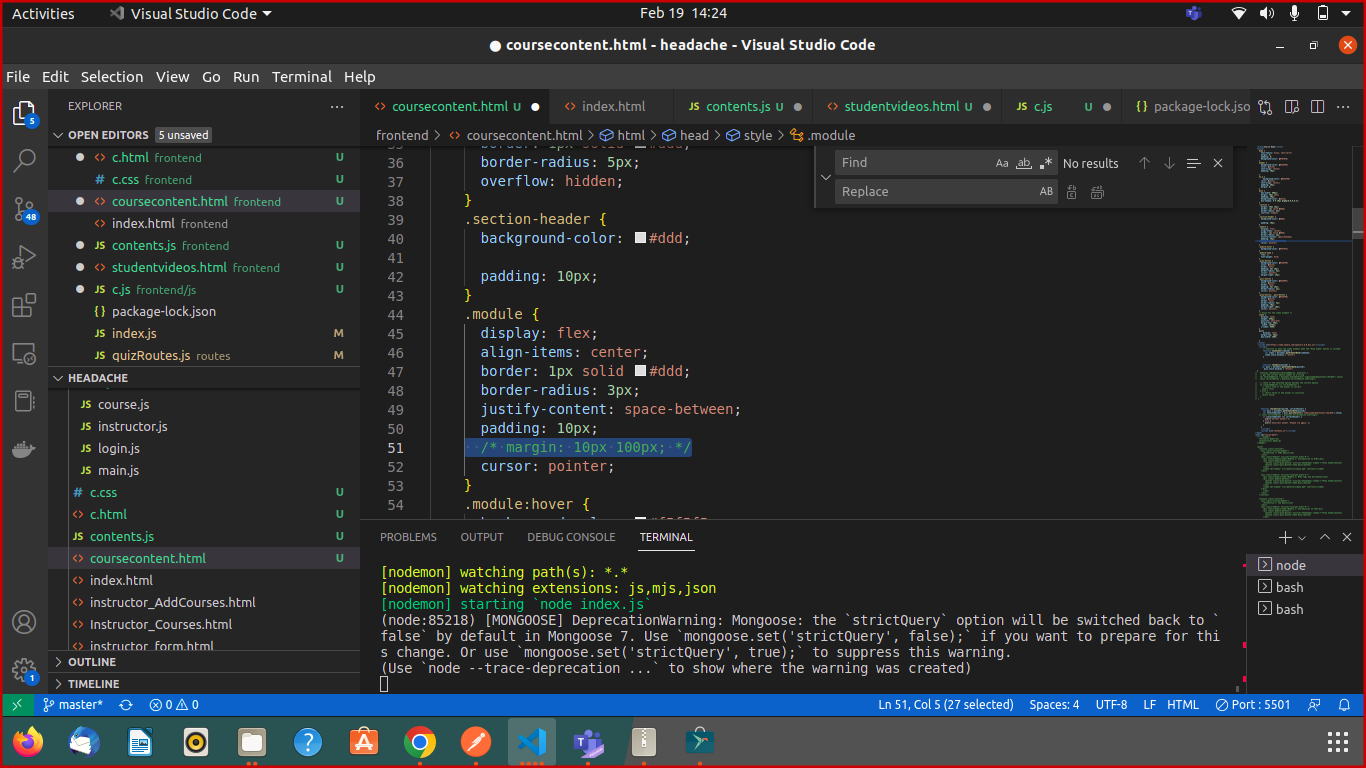 Activities
Visual Studio Code
Feb 19 14:24
coursecontent.html - headache - Visual Studio Code
File Edit Selection View Go Run Terminal Help
EXPLORER
OPEN EDITORS 5 unsaved
c.html frontend U
c.css frontend U
coursecontent.html frontend U
index.html frontend
contents.js frontend U
studentvideos.html frontend U
c.js frontend/js U
package-lock.json
index.js M
quizRoutes.js routes M
HEADACHE
course.js
instructor.js
login.js
main.js
c.css U
c.html U
contents.js U
coursecontent.html U
index.html
instructor_AddCourses.html
Instructor_Courses.html
instructor_form.html
OUTLINE
TIMELINE
5
48
1
coursecontent.html U
index.html
contents.js U
studentvideos.html U
c.js U
package-lock.jso
frontend > coursecontent.html > html > head > style > .module
Find
Aa ab .*
No results
Replace
AB
35 border: 1px solid #ddd;
36 border-radius: 5px;
37 overflow: hidden;
38 }
39 .section-header {
40 background-color: #ddd;
41
42 padding: 10px;
43 }
44 .module {
45 display: flex;
46 align-items: center;
47 border: 1px solid #ddd;
48 border-radius: 3px;
49 justify-content: space-between;
50 padding: 10px;
51 /* margin: 10px 100px; */
52 cursor: pointer;
53 }
54 .module:hover {
PROBLEMS OUTPUT DEBUG CONSOLE TERMINAL
[nodemon] watching path(s): *.*
[nodemon] watching extensions: js,mjs,json
[nodemon] starting `node index.js`
(node:85218) [MONGOOSE] DeprecationWarning: Mongoose: the `strictQuery` option will be switched back to `
false` by default in Mongoose 7. Use `mongoose.set('strictQuery', false);` if you want to prepare for thi
s change. Or use `mongoose.set('strictQuery', true);` to suppress this warning.
(Use `node --trace-deprecation ...` to show where the warning was created)
node
bash
bash
master*
0 0
Ln 51, Col 5 (27 selected)
Spaces: 4
UTF-8
LF
HTML
Port : 5501